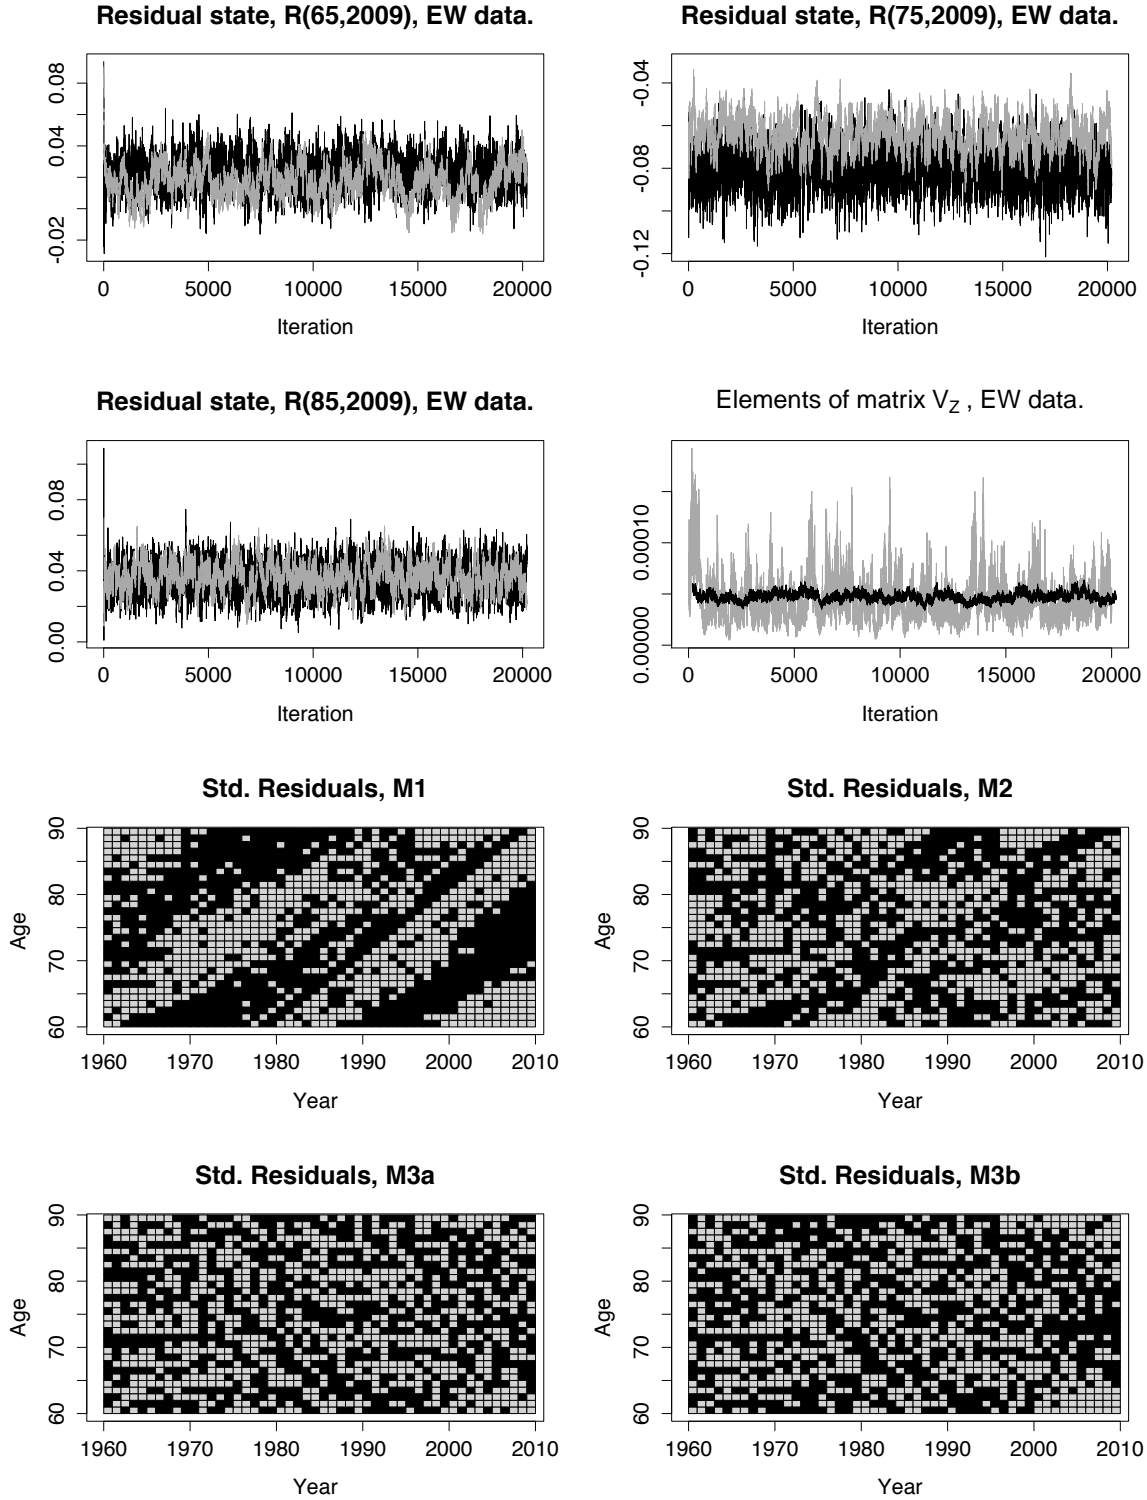 Residual state, R(65,2009), EW data.
0.08
0.04
-0.02
0 5000 10000 15000 20000
Iteration
Residual state, R(75,2009), EW data.
-0.04
-0.08
-0.12
0 5000 10000 15000 20000
Iteration
Residual state, R(85,2009), EW data.
0.08
0.04
0.00
0 5000 10000 15000 20000
Iteration
Elements of matrix VZ , EW data.
0.00010
0.00000
0 5000 10000 15000 20000
Iteration
Std. Residuals, M1
90
80
70
60
Age
1960 1970 1980 1990 2000 2010
Year
Std. Residuals, M2
90
80
70
60
Age
1960 1970 1980 1990 2000 2010
Year
Std. Residuals, M3a
90
80
70
60
Age
1960 1970 1980 1990 2000 2010
Year
Std. Residuals, M3b
90
80
70
60
Age
1960 1970 1980 1990 2000 2010
Year